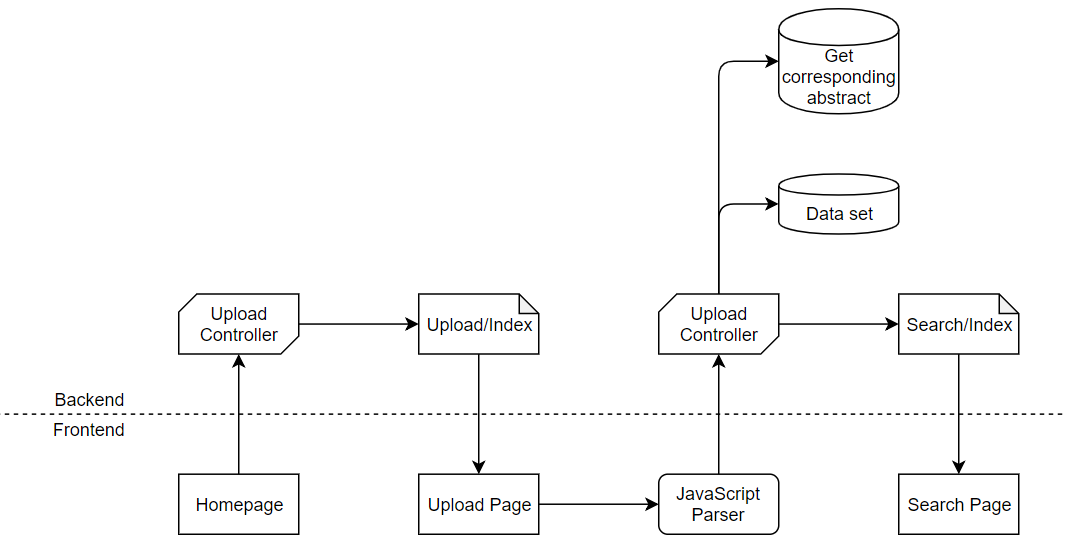 Get
corresponding
abstract
Data set
Upload
Controller
Upload/Index
Upload
Controller
Search/Index
Backend
Frontend
Homepage
Upload Page
JavaScript
Parser
Search Page